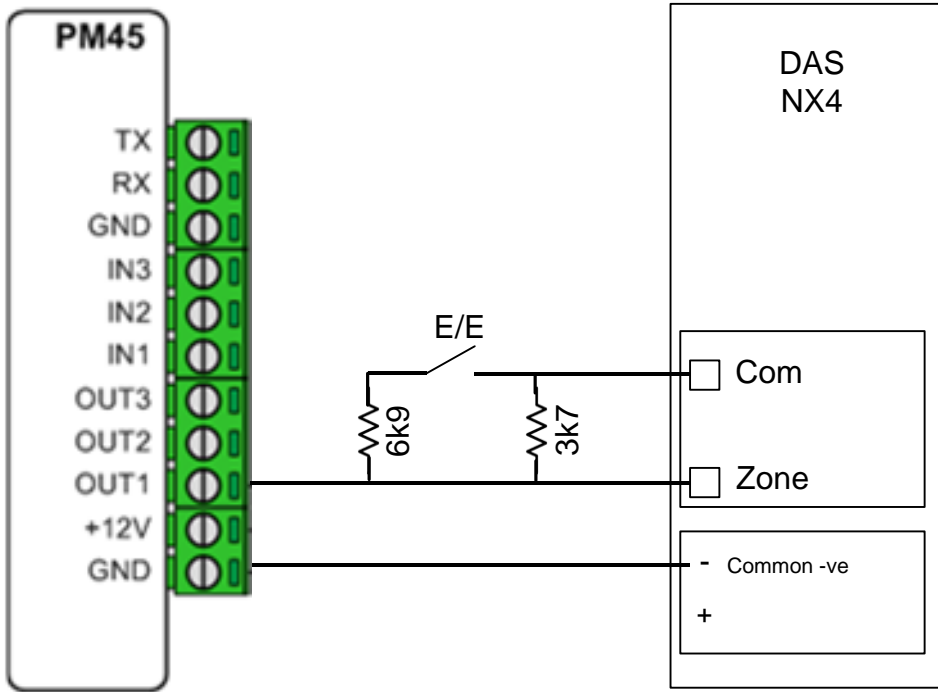 PM45
TX
RX
GND
IN3
IN2
IN1
OUT3
OUT2
OUT1
+12V
GND
E/E
6k9
3k7
DAS
NX4
Com
Zone
- Common -ve
+